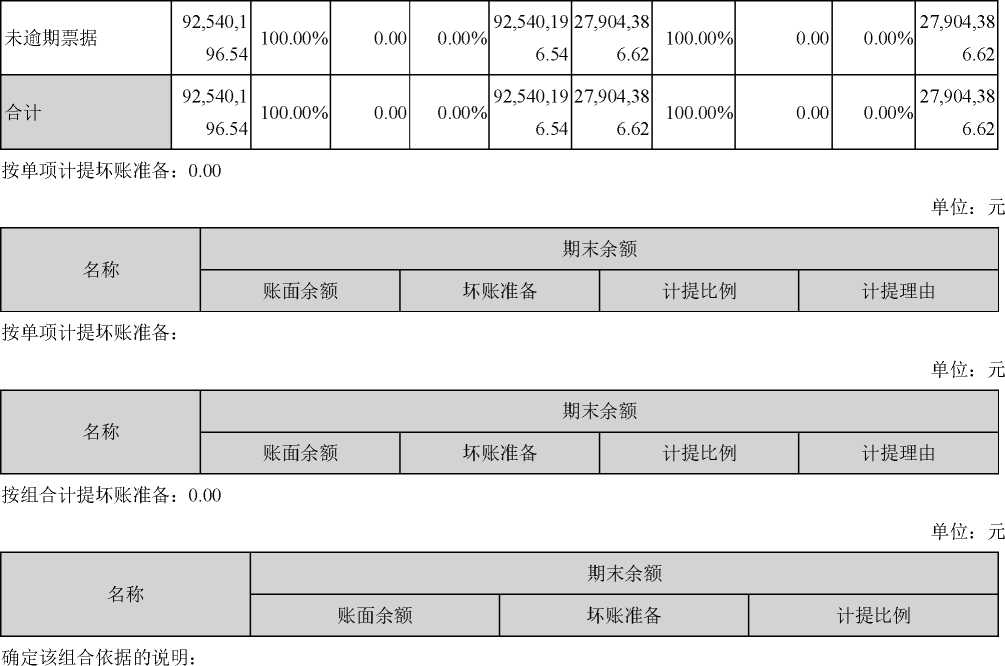 未逾期票据 92,540,196.54 100.00% 0.00 0.00% 92,540,196.54 27,904,386.62 100.00% 0.00 0.00% 27,904,386.62
合计 92,540,196.54 100.00% 0.00 0.00% 92,540,196.54 27,904,386.62 100.00% 0.00 0.00% 27,904,386.62
按单项计提坏账准备：0.00
单位：元
名称 期末余额
账面余额 坏账准备 计提比例 计提理由
按单项计提坏账准备：
单位：元
名称 期末余额
账面余额 坏账准备 计提比例 计提理由
按组合计提坏账准备：0.00
单位：元
名称 期末余额
账面余额 坏账准备 计提比例
确定该组合依据的说明：